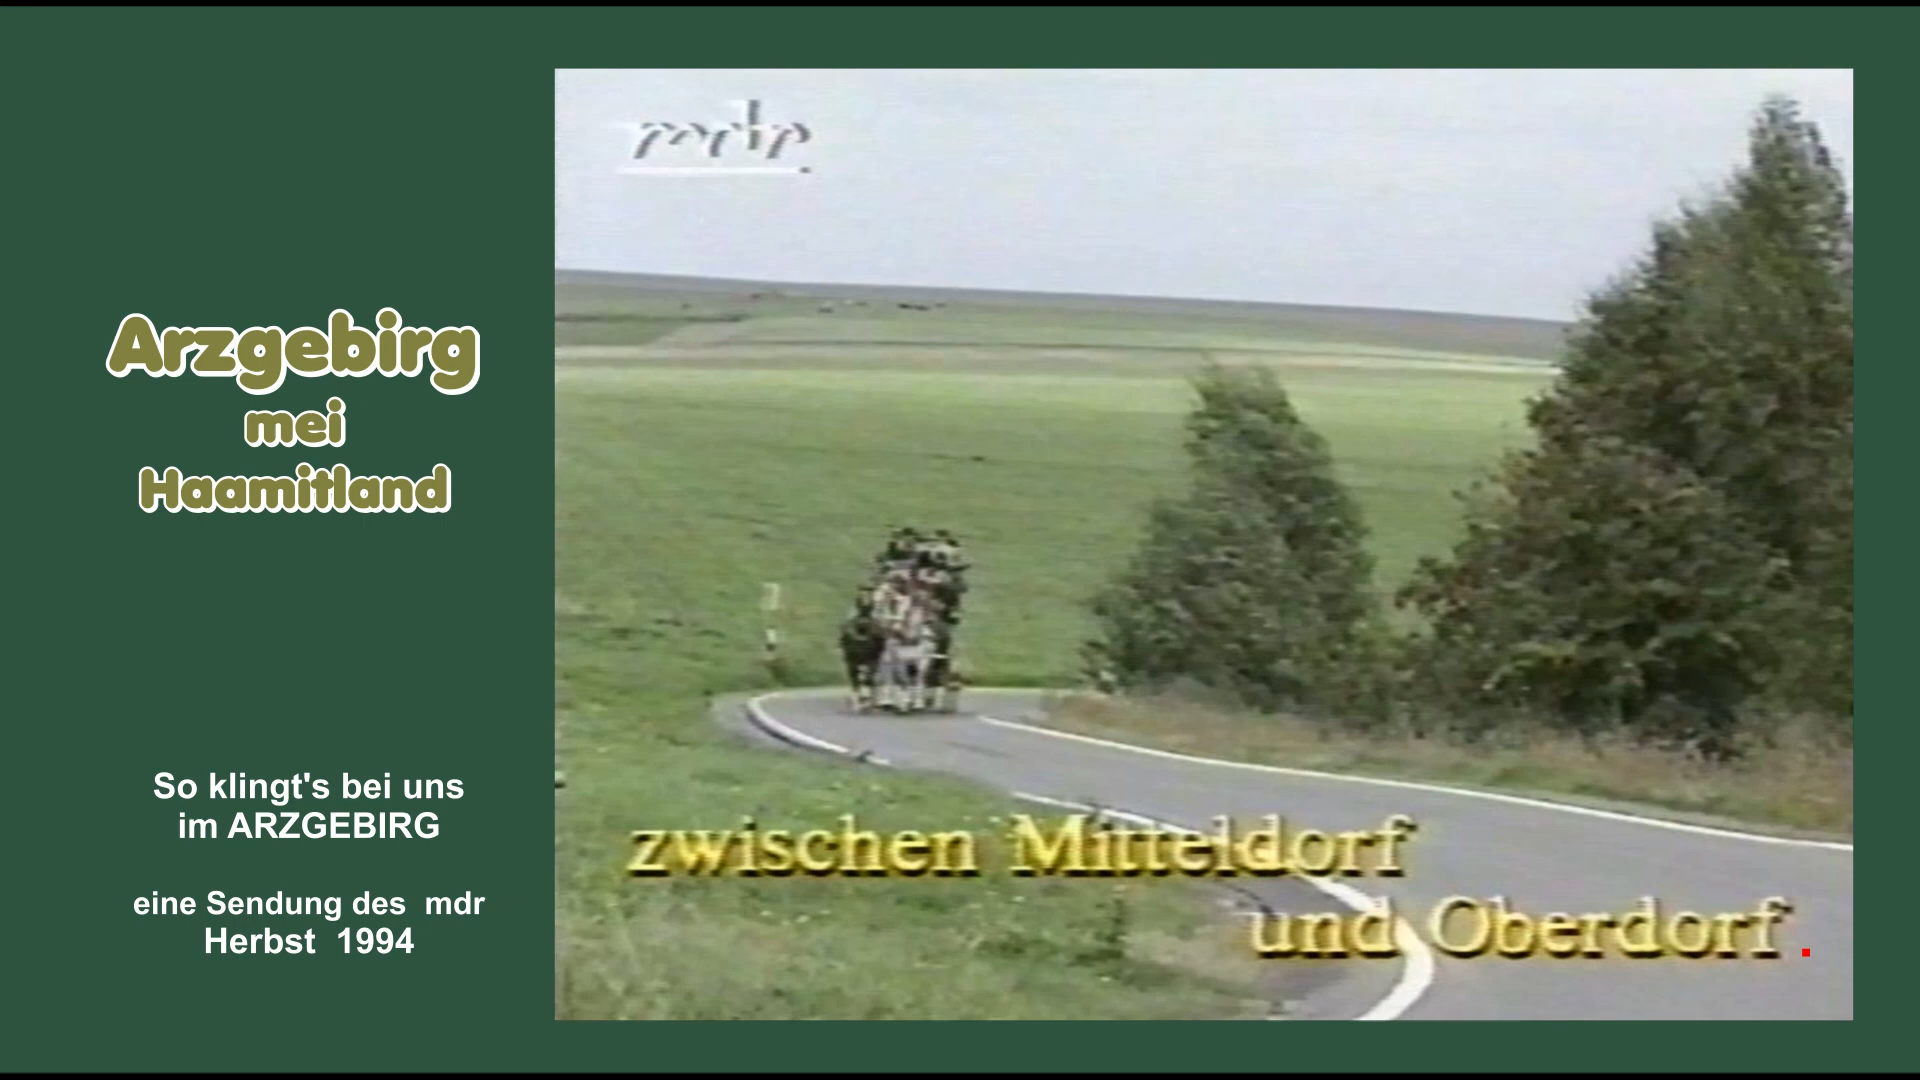 Arzgebirg
mei
Haamitland
So klingt's bei uns
im ARZGEBIRG
eine Sendung des mdr
Herbst 1994
mdr
zwischen Mitteldorf
und Oberdorf